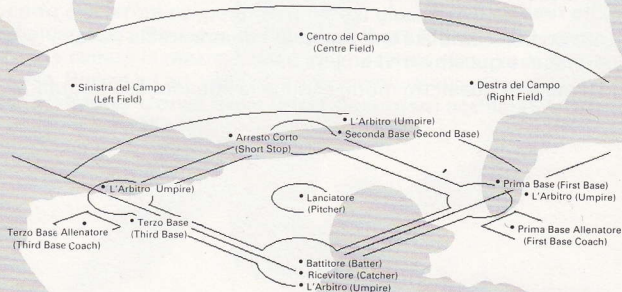 Centro del Campo
(Centre Field)
Sinistra del Campo
(Left Field)
Destra del Campo
(Right Field)
L'Arbitro (Umpire)
Seconda Base (Second Base)
Arresto Corto
(Short Stop)
L'Arbitro Umpire)
Prima Base (First Base)
L'Arbitro (Umpire)
Lanciatore
(Pitcher)
Terzo Base Allenatore
(Third Base Coach)
Terzo Base
(Third Base)
Prima Base Allenatore
(First Base Coach)
Battitore (Batter)
Ricevitore (Catcher)
L'Arbitro (Umpire)